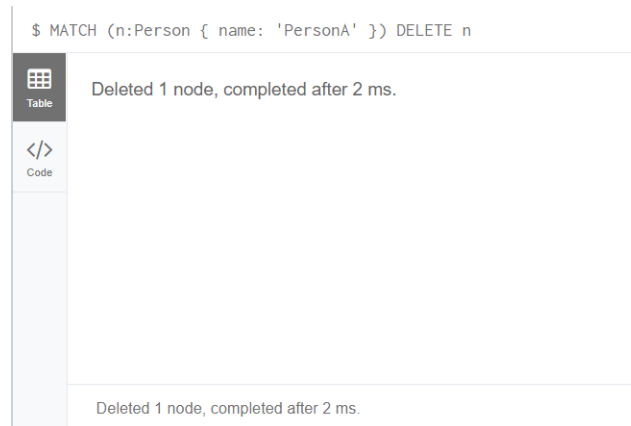 $ MATCH (n:Person { name: 'PersonA' }) DELETE n
Table
Deleted 1 node, completed after 2 ms.
</>
Code
Deleted 1 node, completed after 2 ms.